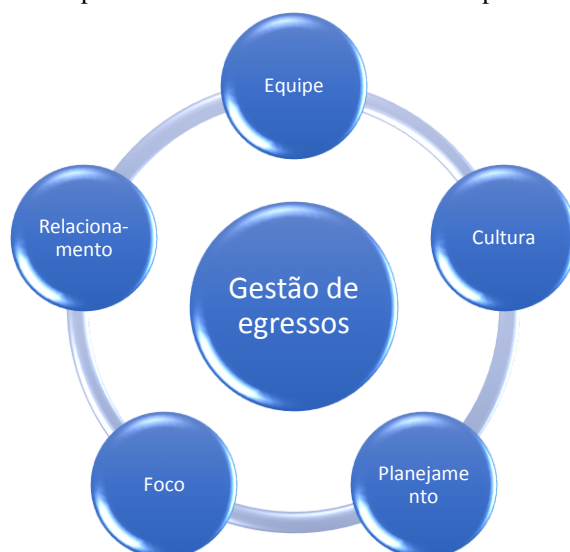 Equipe
Relaciona-
mento
Cultura
Gestão de
egressos
Foco
Planejame
nto